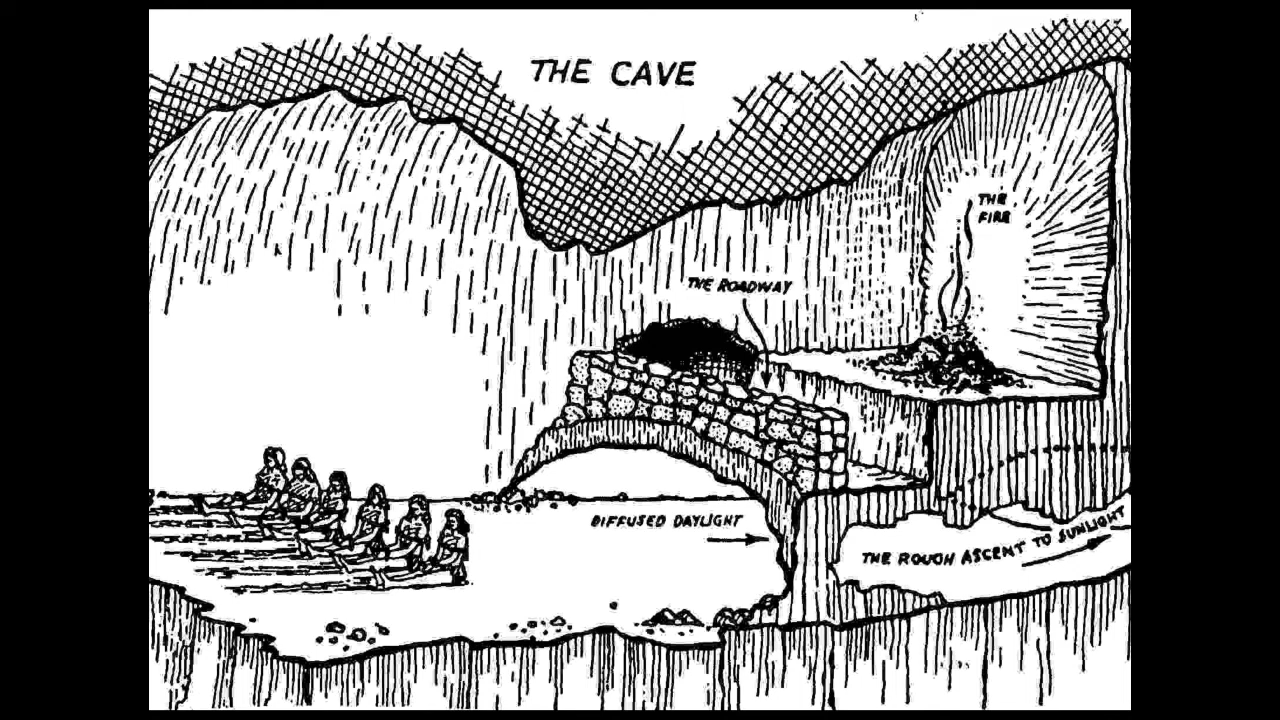 THE CAVE
THE
FIRE
THE ROADWAY
DIFFUSED DAYLIGHT
THE ROUGH ASCENT TO SUNLIGHT